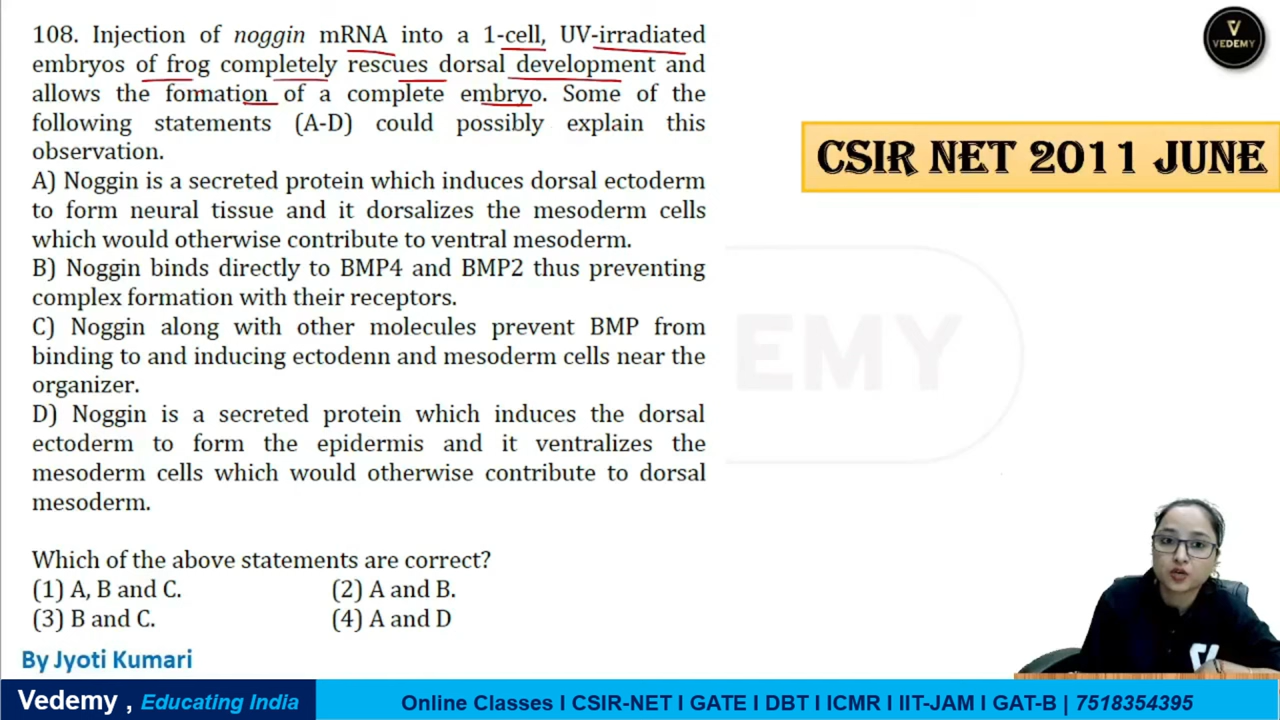 108. Injection of noggin mRNA into a 1-cell, UV-irradiated
embryos of frog completely rescues dorsal development and
allows the fomation of a complete embryo. Some of the
following statements (A-D) could possibly explain this
observation.
A) Noggin is a secreted protein which induces dorsal ectoderm
to form neural tissue and it dorsalizes the mesoderm cells
which would otherwise contribute to ventral mesoderm.
B) Noggin binds directly to BMP4 and BMP2 thus preventing
complex formation with their receptors.
C) Noggin along with other molecules prevent BMP from
binding to and inducing ectodenn and mesoderm cells near the
organizer.
D) Noggin is a secreted protein which induces the dorsal
ectoderm to form the epidermis and it ventralizes the
mesoderm cells which would otherwise contribute to dorsal
mesoderm.
Which of the above statements are correct?
(1) A, B and C. (2) A and B.
(3) B and C. (4) A and D
By Jyoti Kumari
VEDEMY
CSIR NET 2011 JUNE
EMY
Vedemy , Educating India
Online Classes I CSIR-NET I GATE I DBT I ICMR I IIT-JAM I GAT-B | 7518354395